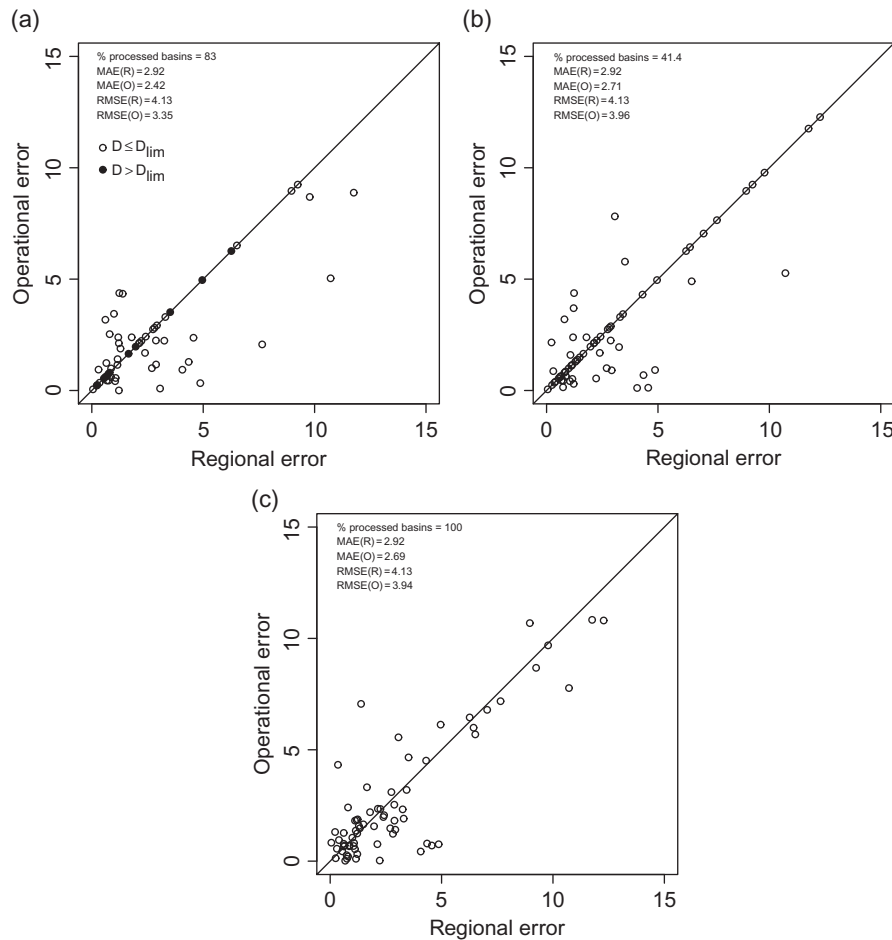 (a)
% processed basins = 83
MAE(R) = 2.92
MAE(O) = 2.42
RMSE(R) = 4.13
RMSE(O) = 3.35
D ≤ Dlim
D > Dlim
Operational error
15
10
5
0
0 5 10 15
Regional error
(b)
% processed basins = 41.4
MAE(R) = 2.92
MAE(O) = 2.71
RMSE(R) = 4.13
RMSE(O) = 3.96
Operational error
15
10
5
0
0 5 10 15
Regional error
(c)
% processed basins = 100
MAE(R) = 2.92
MAE(O) = 2.69
RMSE(R) = 4.13
RMSE(O) = 3.94
Operational error
15
10
5
0
0 5 10 15
Regional error